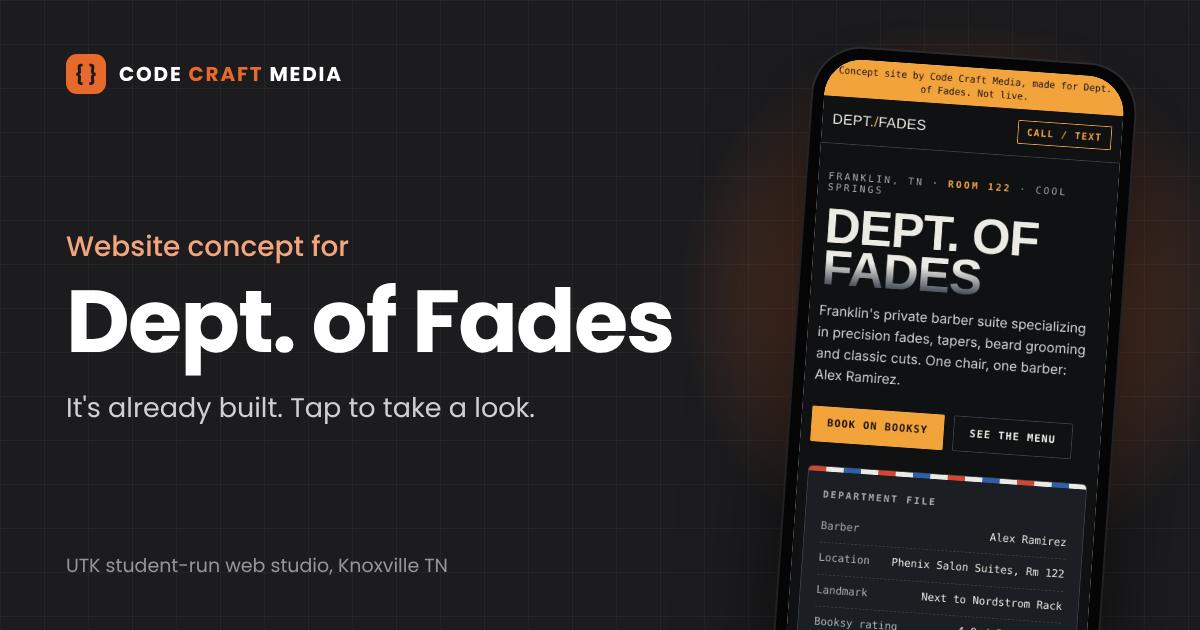 { } CODE CRAFT MEDIA
Website concept for
Dept. of Fades
It's already built. Tap to take a look.
UTK student-run web studio, Knoxville TN
Concept site by Code Craft Media, made for Dept.
of Fades. Not live.
DEPT./FADES
CALL / TEXT
FRANKLIN, TN · ROOM 122 · COOL
SPRINGS
DEPT. OF
FADES
Franklin's private barber suite specializing
in precision fades, tapers, beard grooming
and classic cuts. One chair, one barber:
Alex Ramirez.
BOOK ON BOOKSY
SEE THE MENU
DEPARTMENT FILE
Barber Alex Ramirez
Location Phenix Salon Suites, Rm 122
Landmark Next to Nordstrom Rack
Booksy rating